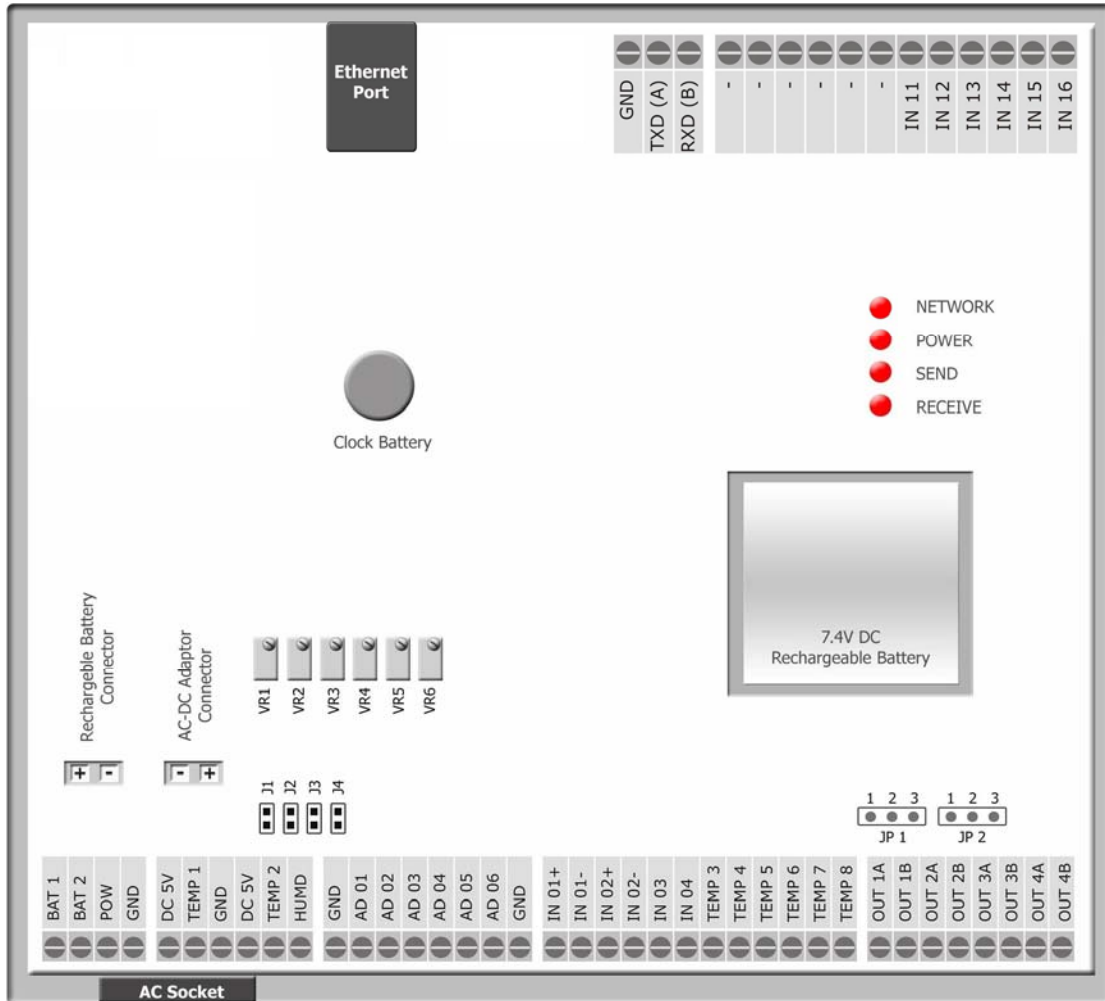 Ethernet
Port
GND
TXD (A)
RXD (B)
-
-
-
-
-
-
IN 11
IN 12
IN 13
IN 14
IN 15
IN 16
NETWORK
POWER
SEND
RECEIVE
Clock Battery
7.4V DC
Rechargeable Battery
Rechargeble Battery
Connector
AC-DC Adaptor
Connector
VR1
VR2
VR3
VR4
VR5
VR6
+ -
- +
J1
J2
J3
J4
1 2 3
JP 1
1 2 3
JP 2
BAT 1
BAT 2
POW
GND
DC 5V
TEMP 1
GND
DC 5V
TEMP 2
HUMD
GND
AD 01
AD 02
AD 03
AD 04
AD 05
AD 06
GND
IN 01+
IN 01-
IN 02+
IN 02-
IN 03
IN 04
TEMP 3
TEMP 4
TEMP 5
TEMP 6
TEMP 7
TEMP 8
OUT 1A
OUT 1B
OUT 2A
OUT 2B
OUT 3A
OUT 3B
OUT 4A
OUT 4B
AC Socket